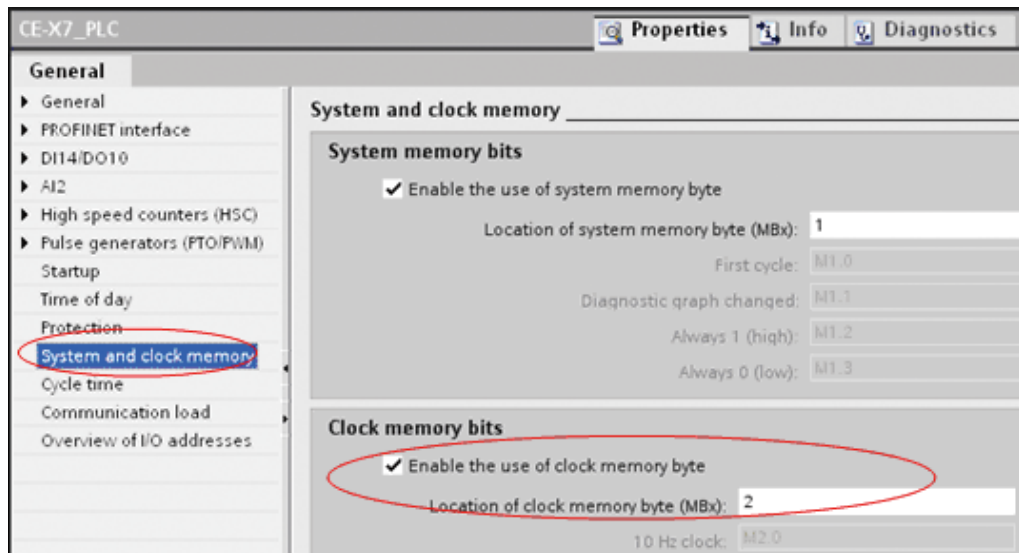 CE-X7_PLC
Properties
Info
Diagnostics
General
General
PROFINET interface
DI14/DO10
AI2
High speed counters (HSC)
Pulse generators (PTO/PWM)
Startup
Time of day
Protection
System and clock memory
Cycle time
Communication load
Overview of I/O addresses
System and clock memory
System memory bits
Enable the use of system memory byte
Location of system memory byte (MBx): 1
First cycle: M1.0
Diagnostic graph changed: M1.1
Always 1 (high): M1.2
Always 0 (low): M1.3
Clock memory bits
Enable the use of clock memory byte
Location of clock memory byte (MBx): 2
10 Hz clock: M2.0